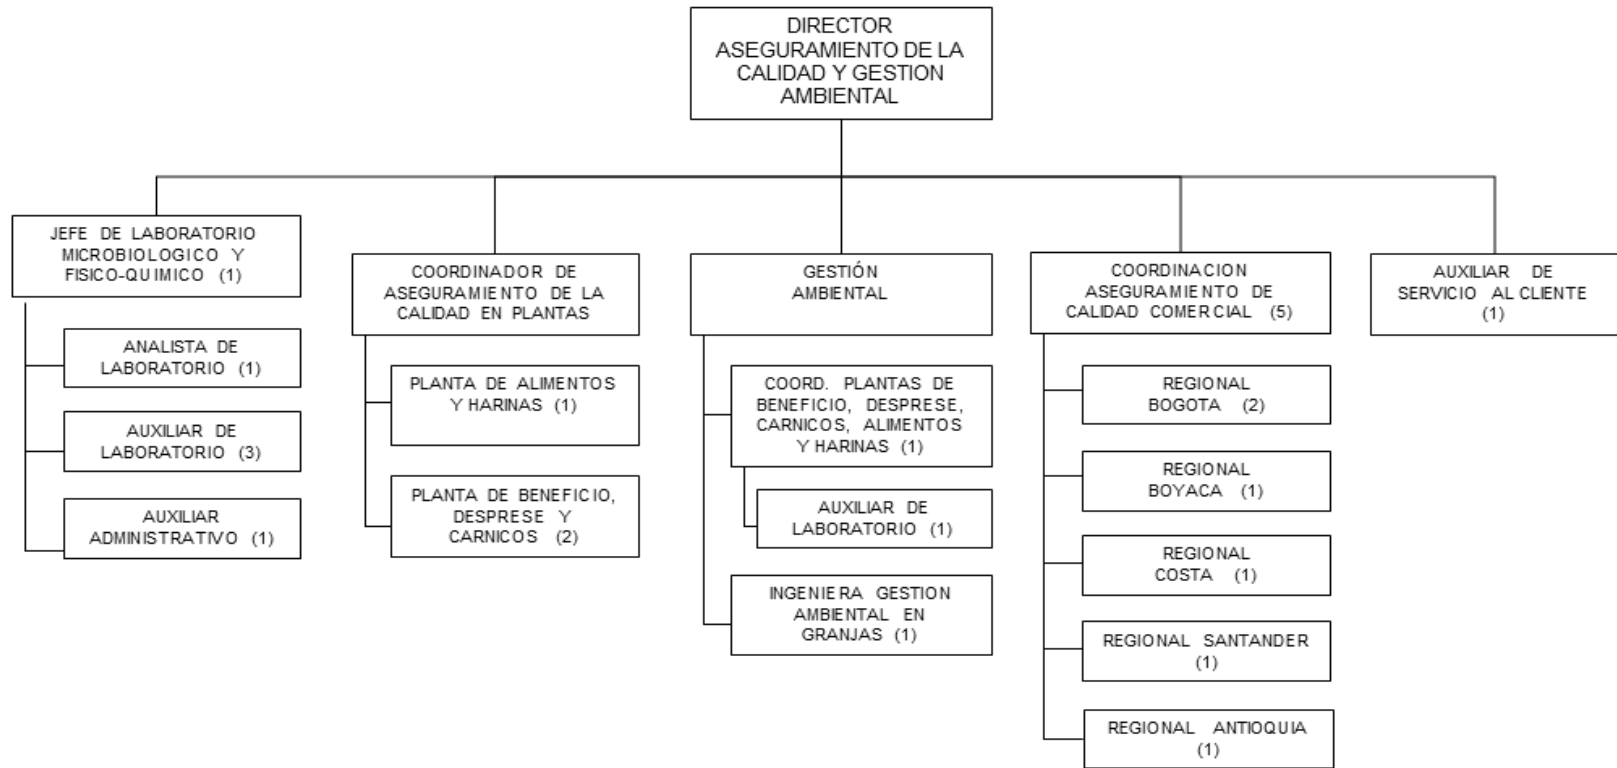 DIRECTOR
ASEGURAMIENTO DE LA
CALIDAD Y GESTION
AMBIENTAL
JEFE DE LABORATORIO
MICROBIOLOGICO Y
FISICO-QUIMICO (1)
ANALISTA DE
LABORATORIO (1)
AUXILIAR DE
LABORATORIO (3)
AUXILIAR
ADMINISTRATIVO (1)
COORDINADOR DE
ASEGURAMIENTO DE LA
CALIDAD EN PLANTAS
PLANTA DE ALIMENTOS
Y HARINAS (1)
PLANTA DE BENEFICIO,
DESPRESE Y
CARNICOS (2)
GESTIÓN
AMBIENTAL
COORD. PLANTAS DE
BENEFICIO, DESPRESE,
CARNICOS, ALIMENTOS
Y HARINAS (1)
AUXILIAR DE
LABORATORIO (1)
INGENIERA GESTION
AMBIENTAL EN
GRANJAS (1)
COORDINACION
ASEGURAMIENTO DE
CALIDAD COMERCIAL (5)
REGIONAL
BOGOTA (2)
REGIONAL
BOYACA (1)
REGIONAL
COSTA (1)
REGIONAL SANTANDER
(1)
REGIONAL ANTIOQUIA
(1)
AUXILIAR DE
SERVICIO AL CLIENTE
(1)